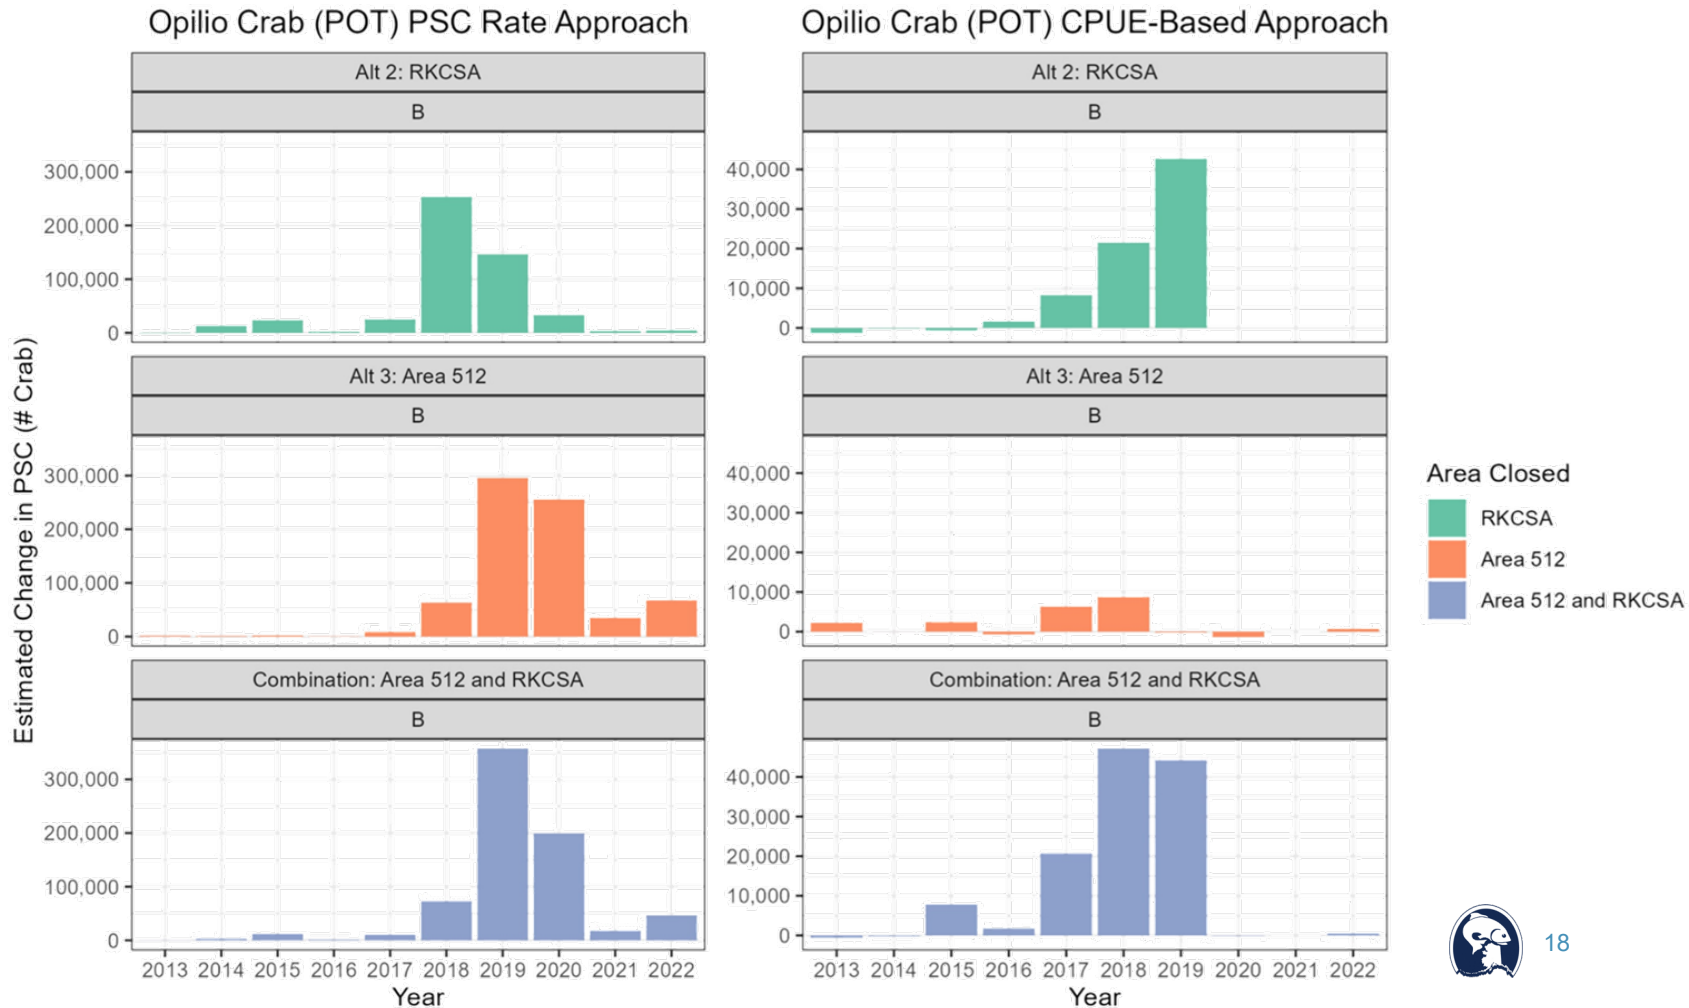 Opilio Crab (POT) PSC Rate Approach
Opilio Crab (POT) CPUE-Based Approach
Estimated Change in PSC (# Crab)
Alt 2: RKCSA
B
300,000
200,000
100,000
0
Alt 3: Area 512
B
300,000
200,000
100,000
0
Combination: Area 512 and RKCSA
B
300,000
200,000
100,000
0
2013 2014 2015 2016 2017 2018 2019 2020 2021 2022
Year
Alt 2: RKCSA
B
40,000
30,000
20,000
10,000
0
Alt 3: Area 512
B
40,000
30,000
20,000
10,000
0
Combination: Area 512 and RKCSA
B
40,000
30,000
20,000
10,000
0
2013 2014 2015 2016 2017 2018 2019 2020 2021 2022
Year
Area Closed
RKCSA
Area 512
Area 512 and RKCSA
18